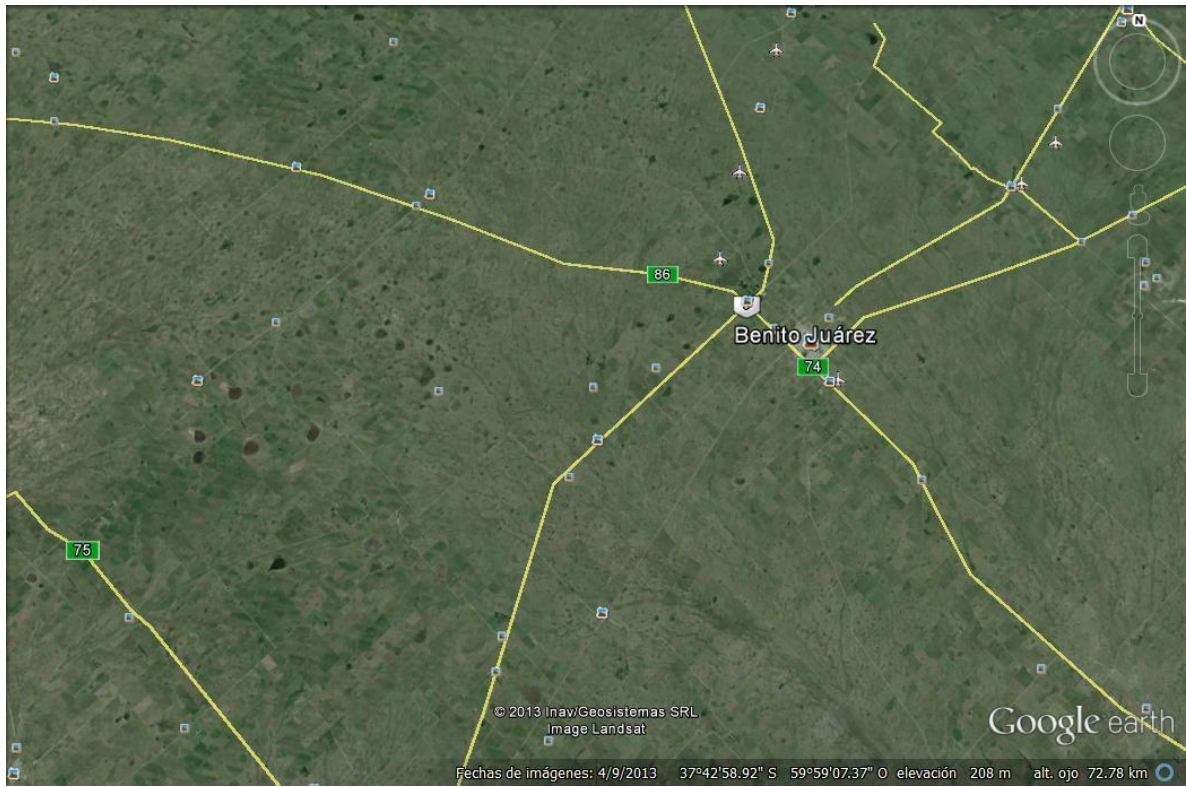 N
86
Benito Juárez
74
75
© 2013 Inav/Geosistemas SRL
Image Landsat
Google earth
Fechas de imágenes: 4/9/2013 37°42'58.92" S 59°59'07.37" O elevación 208 m alt. ojo 72.78 km